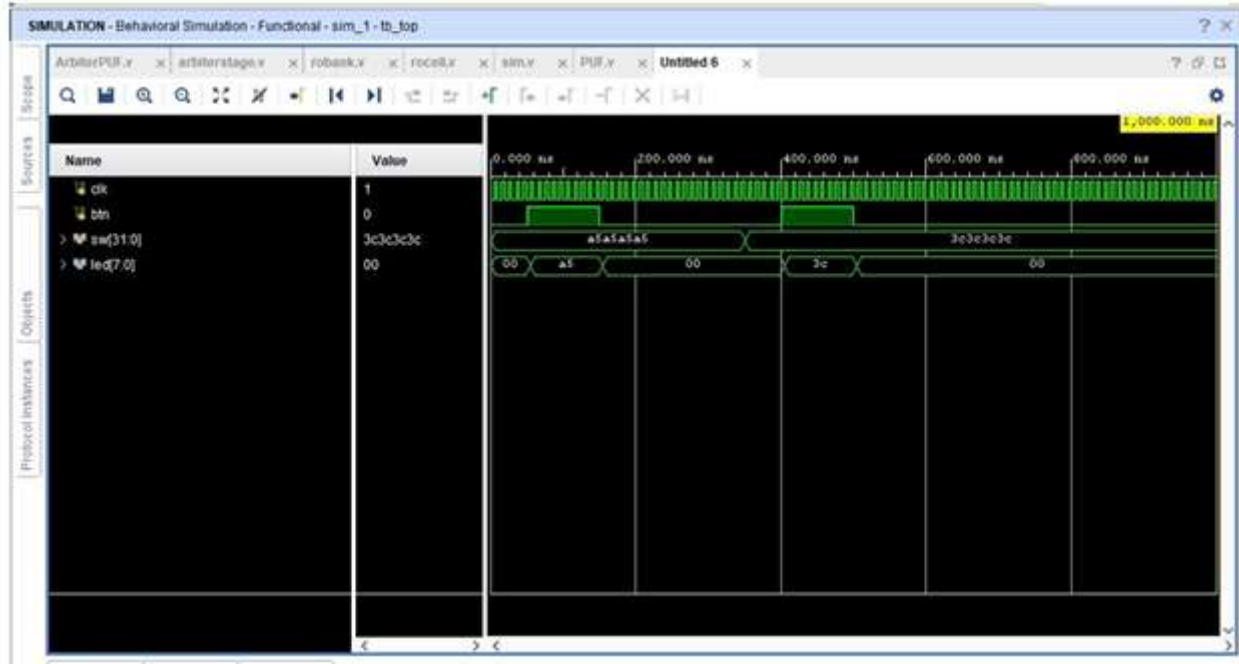 SIMULATION - Behavioral Simulation - Functional - sim_1 - tb_top
ArbiterPUF.v arbiterstage.v robank.v rocell.v sim.v PUF.v Untitled 6
Scope
Sources
Objects
Protocol Instances
1,000.000 ns
Name Value 0.000 ns 200.000 ns 400.000 ns 600.000 ns 800.000 ns
clk 1
btn 0
sw[31:0] 3c3c3c3c a5a5a5a5 3c3c3c3c
led[7:0] 00 00 a5 00 3c 00